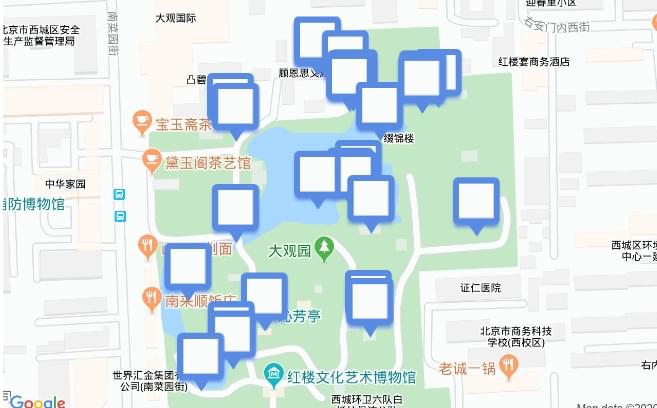 迎春里小区
右安门内西街
南菜园街
大观国际
北京市西城区安全
生产监督管理局
红楼宴商务酒店
顾恩思义
凸碧
宝玉斋茶
缀锦楼
黛玉阁茶艺馆
中华家园
消防博物馆
大观园
西城区环境
中心一
削面
证仁医院
南来顺饭庄
沁芳亭
北京市商务科技
学校(西校区)
老诚一锅
世界汇金集团
公司(南菜园街)
红楼文化艺术博物馆
西城环卫六队白
右内
Google
Map data ©202